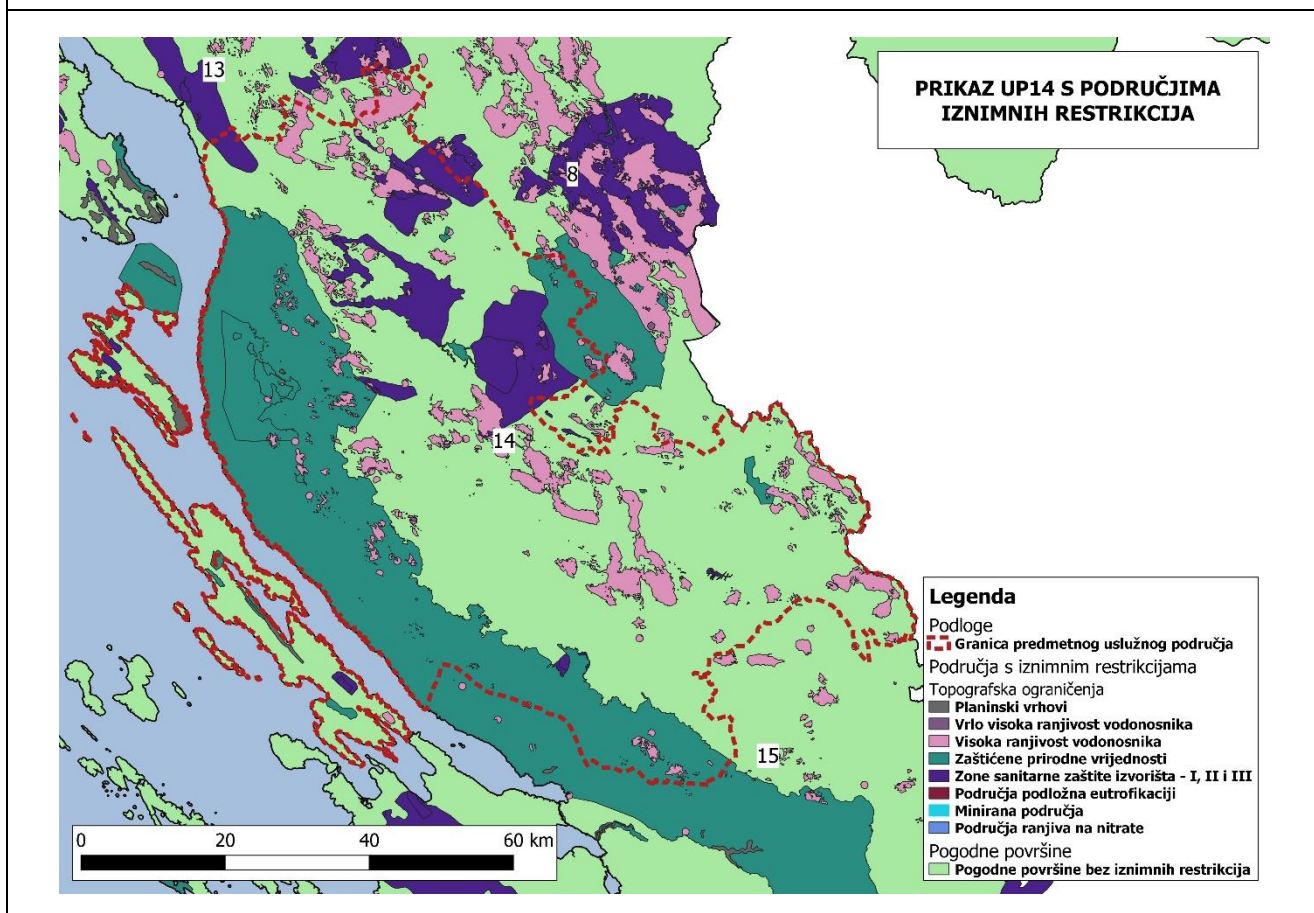 PRIKAZ UP14 S PODRUČJIMA
IZNIMNIH RESTRIKCIJA
13
8
14
15
Legenda
Podloge
Granica predmetnog uslužnog područja
Područja s iznimnim restrikcijama
Topografska ograničenja
Planinski vrhovi
Vrlo visoka ranjivost vodonosnika
Visoka ranjivost vodonosnika
Zaštićene prirodne vrijednosti
Zone sanitarne zaštite izvorišta - I, II i III
Područja podložna eutrofikaciji
Minirana područja
Područja ranjiva na nitrate
Pogodne površine
Pogodne površine bez iznimnih restrikcija
0 20 40 60 km